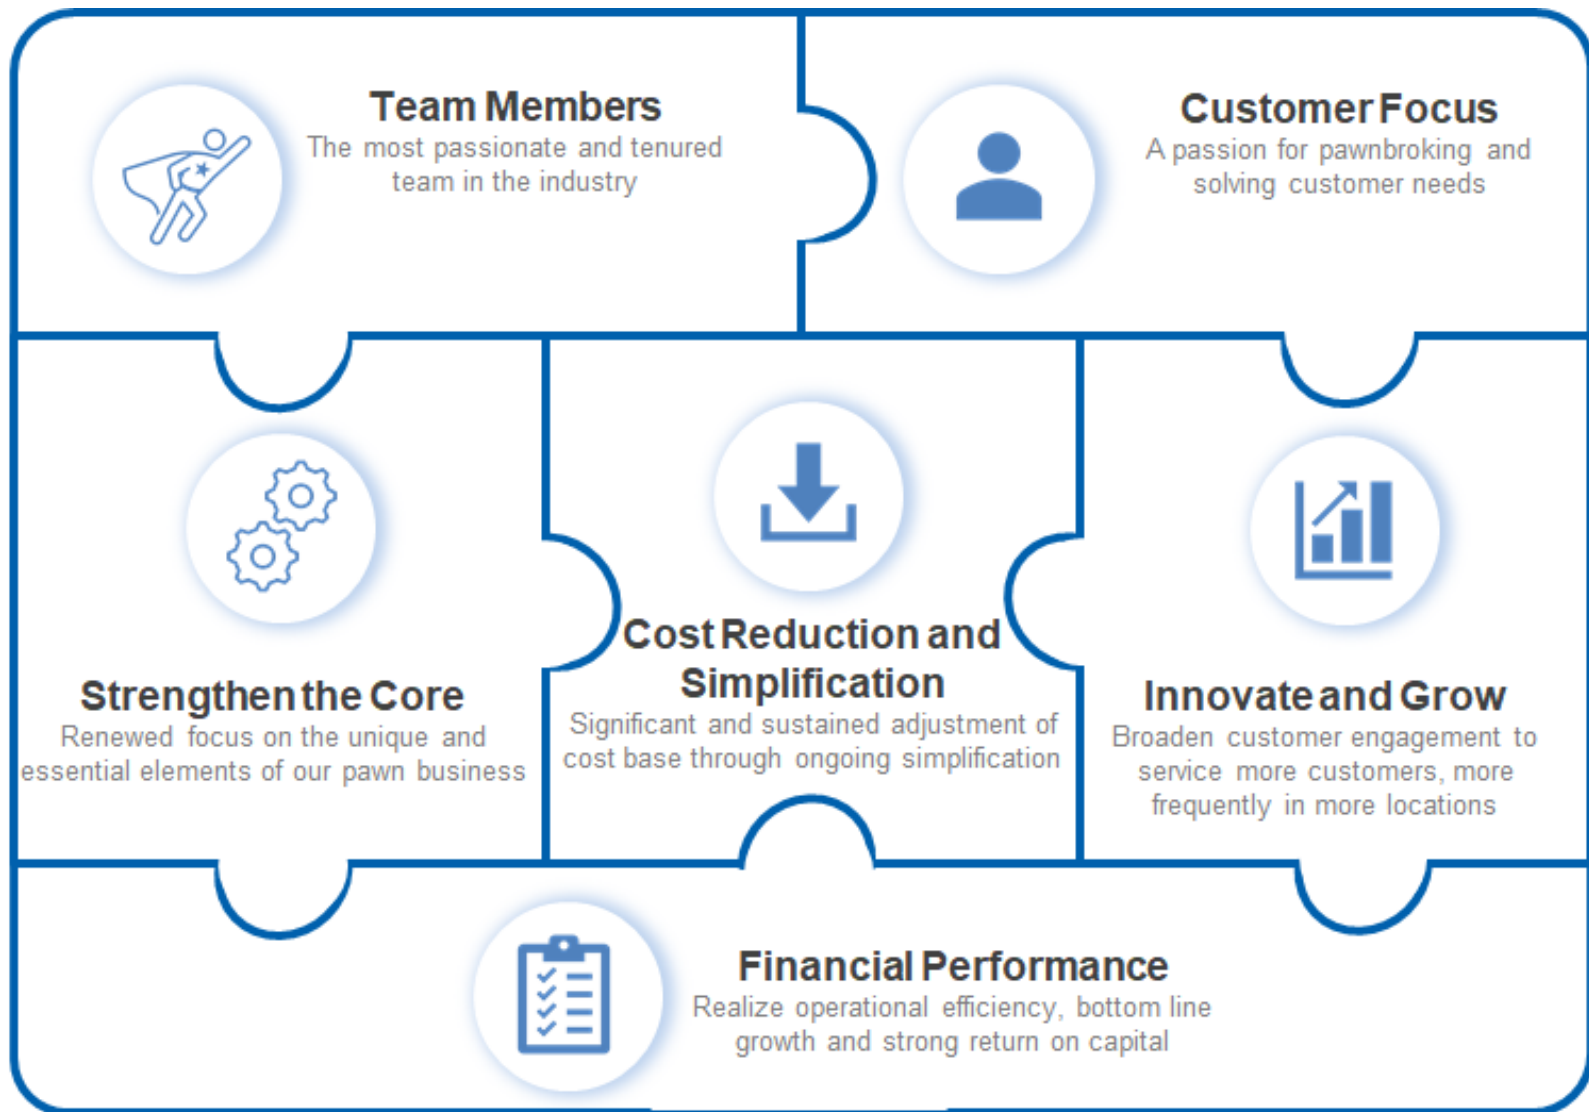 Team Members
The most passionate and tenured
team in the industry
Customer Focus
A passion for pawnbroking and
solving customer needs
Strengthen the Core
Renewed focus on the unique and
essential elements of our pawn business
Cost Reduction and
Simplification
Significant and sustained adjustment of
cost base through ongoing simplification
Innovate and Grow
Broaden customer engagement to
service more customers, more
frequently in more locations
Financial Performance
Realize operational efficiency, bottom line
growth and strong return on capital